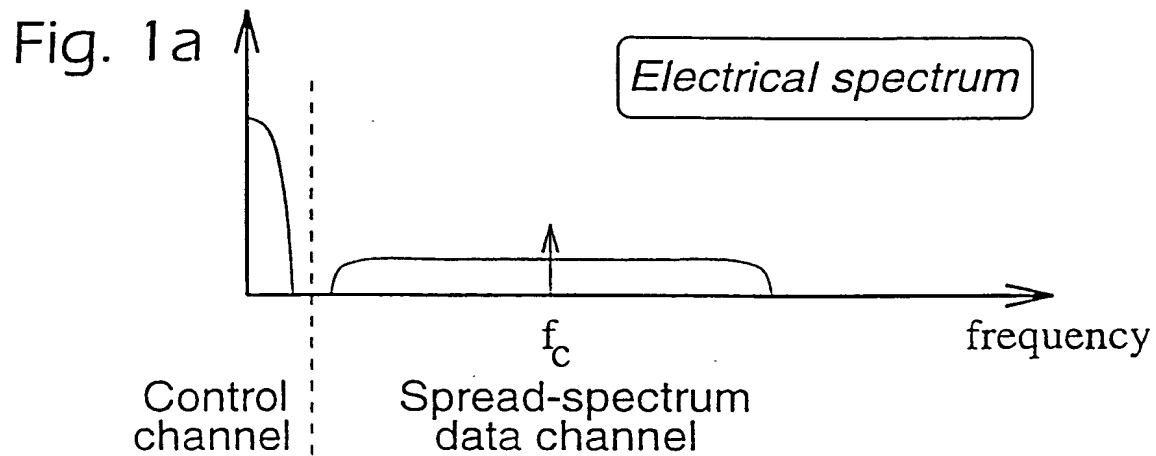 Fig. 1a
Electrical spectrum
f_c
frequency
Control
channel
Spread-spectrum
data channel